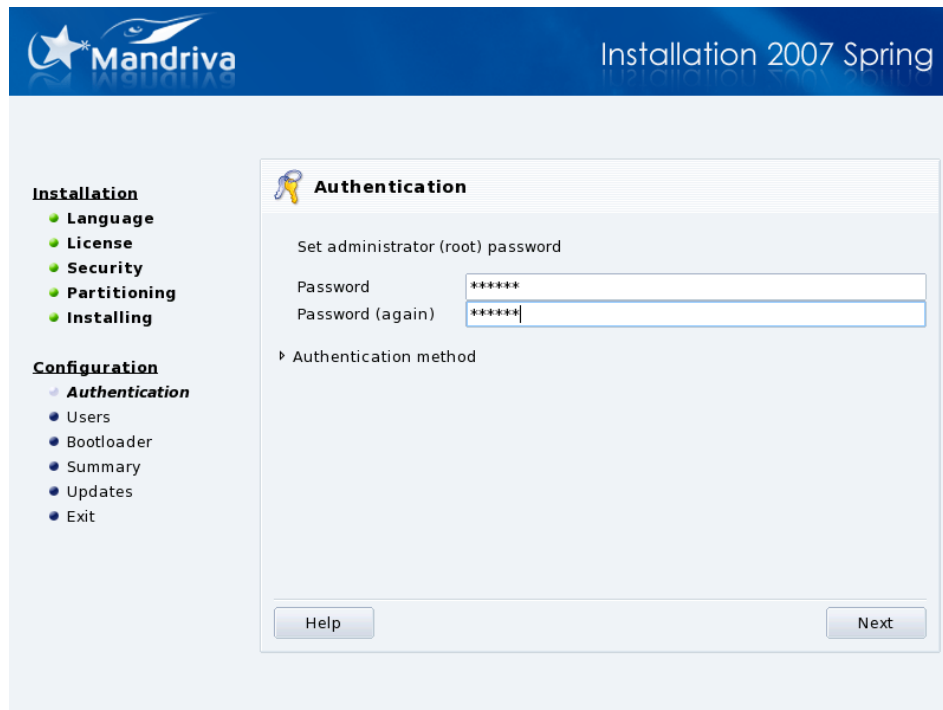 Mandriva
Installation 2007 Spring
Installation
Language
License
Security
Partitioning
Installing
Configuration
Authentication
Users
Bootloader
Summary
Updates
Exit
Authentication
Set administrator (root) password
Password ******
Password (again) ******
Authentication method
Help
Next